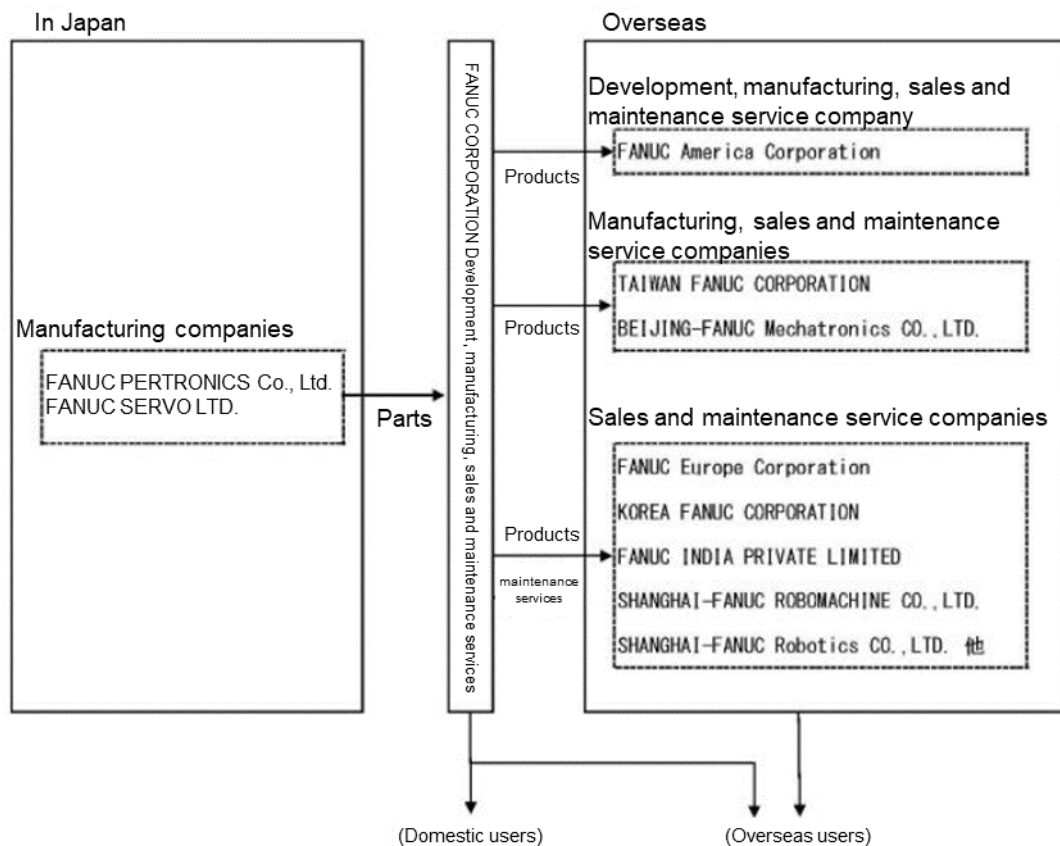 In Japan
Overseas
Manufacturing companies
FANUC PERTRONICS Co., Ltd.
FANUC SERVO LTD.
Parts
FANUC CORPORATION Development, manufacturing, sales and maintenance services
Products
Products
Products
maintenance
services
Development, manufacturing, sales and
maintenance service company
FANUC America Corporation
Manufacturing, sales and maintenance
service companies
TAIWAN FANUC CORPORATION
BEIJING-FANUC Mechatronics CO.,LTD.
Sales and maintenance service companies
FANUC Europe Corporation
KOREA FANUC CORPORATION
FANUC INDIA PRIVATE LIMITED
SHANGHAI-FANUC ROBOMACHINE CO.,LTD.
SHANGHAI-FANUC Robotics CO.,LTD. 他
(Domestic users)
(Overseas users)